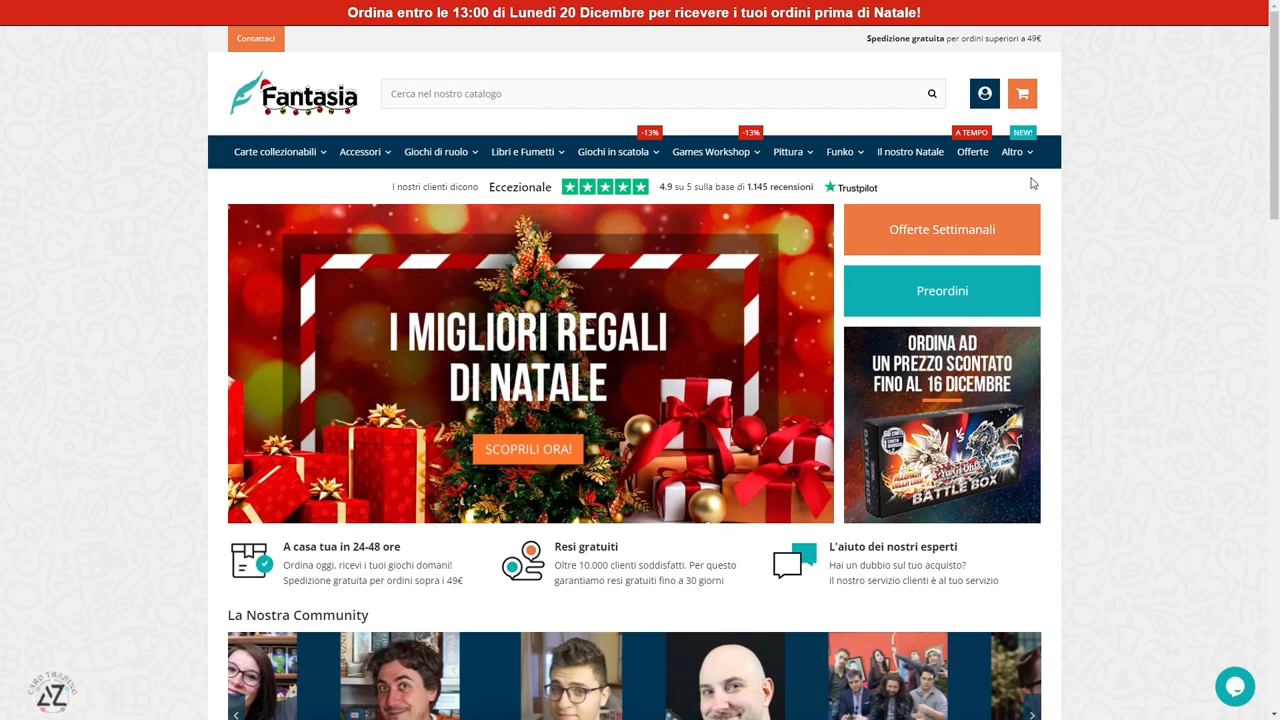 Ordina entro le 13:00 di Lunedì 20 Dicembre per ricevere i tuoi ordini prima di Natale!
Contattaci
Spedizione gratuita per ordini superiori a 49€
Fantasia
Cerca nel nostro catalogo
-13%
-13%
A TEMPO
NEW!
Carte collezionabili
Accessori
Giochi di ruolo
Libri e Fumetti
Giochi in scatola
Games Workshop
Pittura
Funko
Il nostro Natale
Offerte
Altro
I nostri clienti dicono Eccezionale 4.9 su 5 sulla base di 1.145 recensioni Trustpilot
I MIGLIORI REGALI
DI NATALE
SCOPRILI ORA!
Offerte Settimanali
Preordini
ORDINA AD
UN PREZZO SCONTATO
FINO AL 16 DICEMBRE
Yu-Gi-Oh!
BATTLE BOX
A casa tua in 24-48 ore
Ordina oggi, ricevi i tuoi giochi domani!
Spedizione gratuita per ordini sopra i 49€
Resi gratuiti
Oltre 10.000 clienti soddisfatti. Per questo
garantiamo resi gratuiti fino a 30 giorni
L'aiuto dei nostri esperti
Hai un dubbio sul tuo acquisto?
Il nostro servizio clienti è al tuo servizio
La Nostra Community
CARD TRADING
AZ